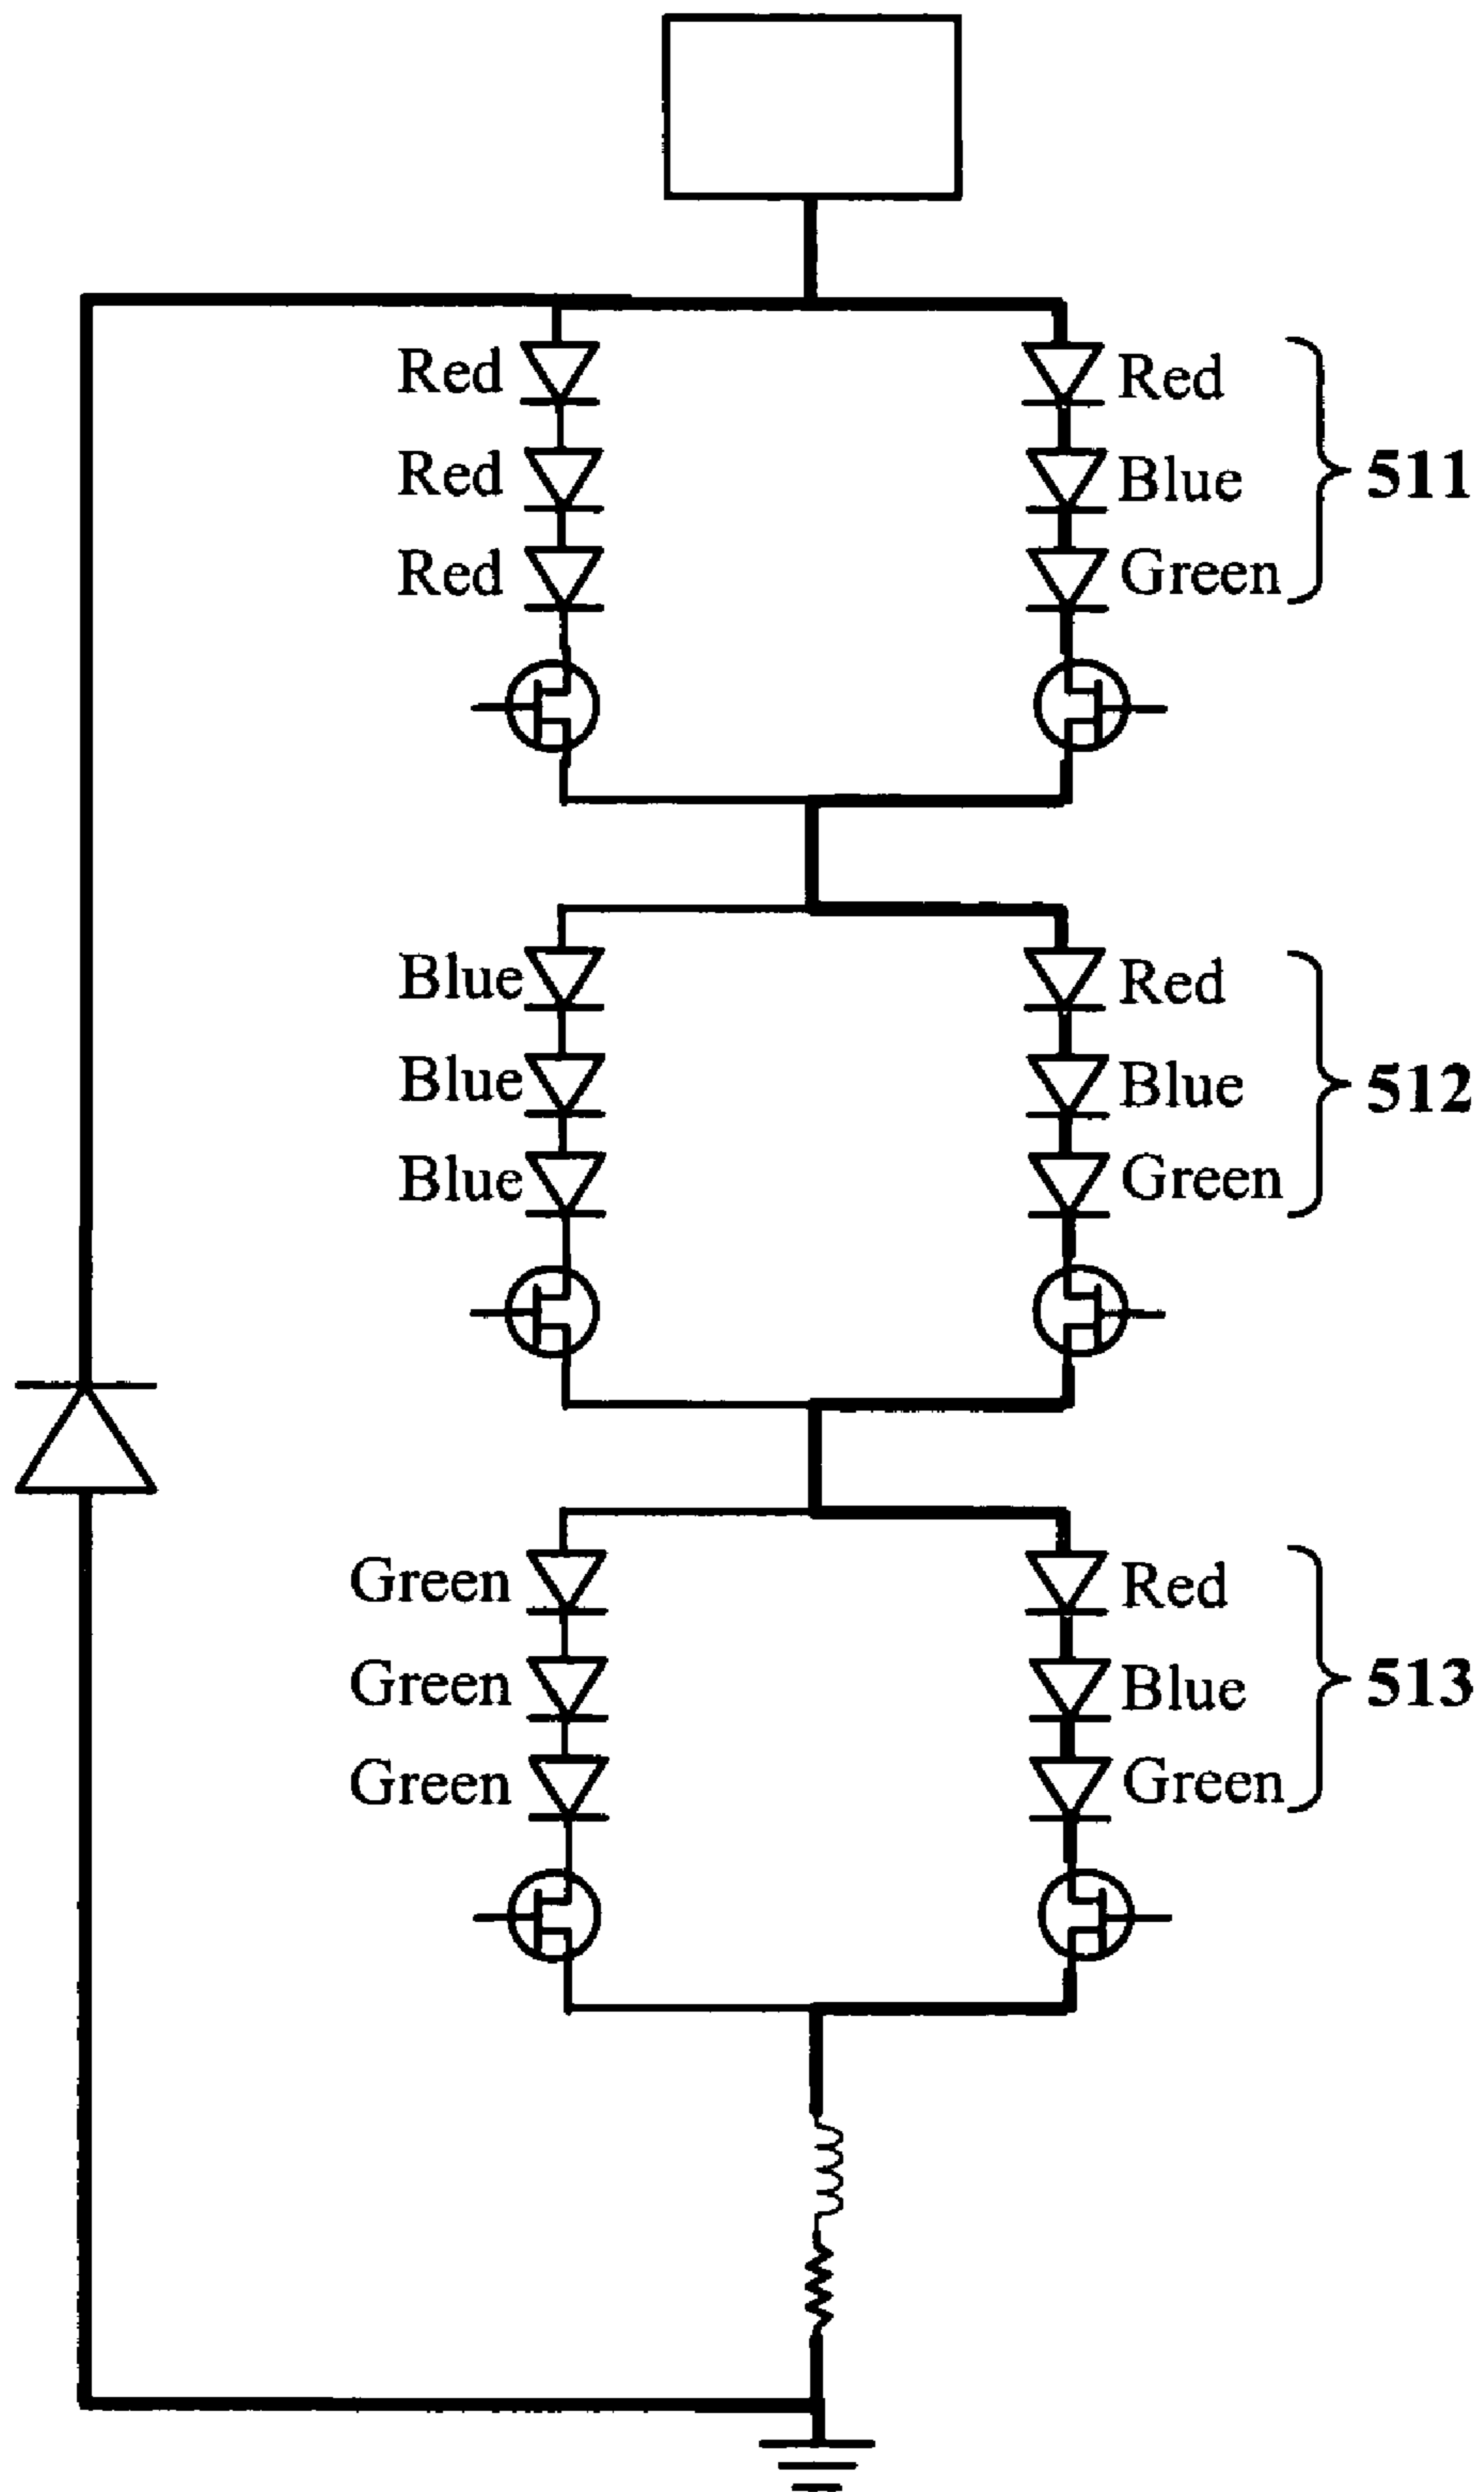 Red Red
Red Blue 511
Red Green
Blue Red
Blue Blue 512
Blue Green
Green Red
Green Blue 513
Green Green